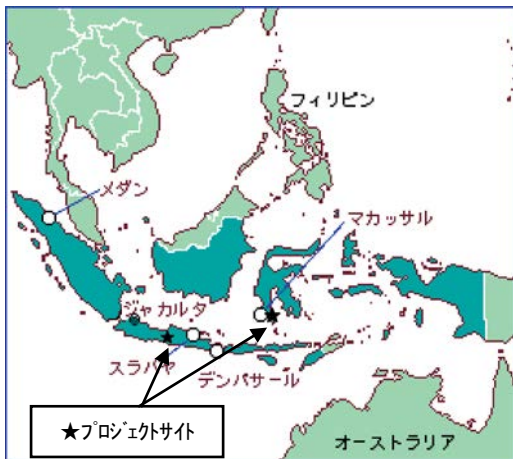 フィリピン
メダン
マカッサル
ジャカルタ
スラバヤ
デンパサール
★ﾌﾟﾛｼﾞｪｸﾄｻｲﾄ
オーストラリア